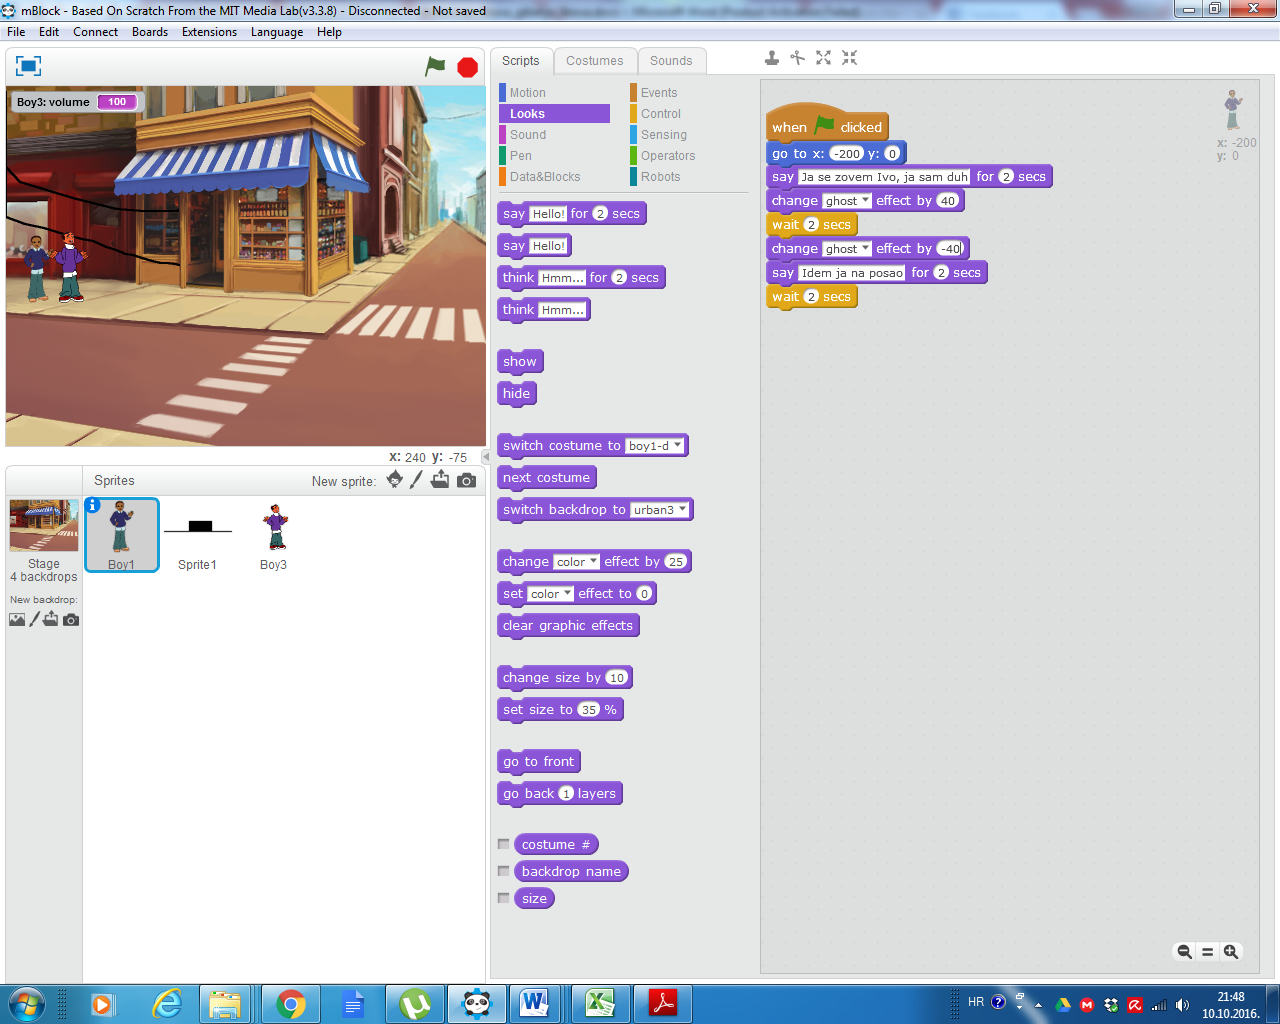 mBlock - Based On Scratch From the MIT Media Lab(v3.3.8) - Disconnected - Not saved
File Edit Connect Boards Extensions Language Help
Boy3: volume 100
x: 240 y: -75
Sprites New sprite:
Stage
4 backdrops
New backdrop:
Boy1 Sprite1 Boy3
Scripts Costumes Sounds
Motion Events
Looks Control
Sound Sensing
Pen Operators
Data&Blocks Robots
say Hello! for 2 secs
say Hello!
think Hmm... for 2 secs
think Hmm...
show
hide
switch costume to boy1-d
next costume
switch backdrop to urban3
change color effect by 25
set color effect to 0
clear graphic effects
change size by 10
set size to 35 %
go to front
go back 1 layers
costume #
backdrop name
size
when clicked
go to x: -200 y: 0
say Ja se zovem Ivo, ja sam duh for 2 secs
change ghost effect by 40
wait 2 secs
change ghost effect by -40
say Idem ja na posao for 2 secs
wait 2 secs
x: -200
y: 0
HR
21:48
10.10.2016.